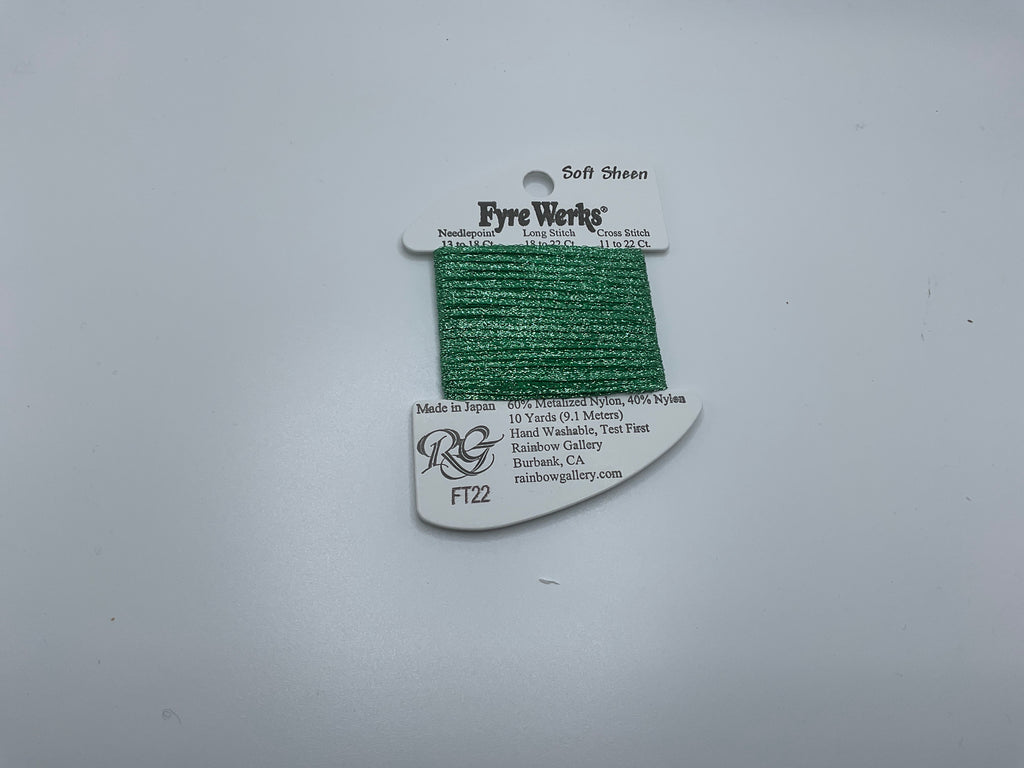 Soft Sheen
Fyre Werks®
Needlepoint Long Stitch Cross Stitch
13 to 18 Ct. 18 to 22 Ct. 11 to 22 Ct.
Made in Japan
60% Metalized Nylon, 40% Nylon
10 Yards (9.1 Meters)
Hand Washable, Test First
Rainbow Gallery
Burbank, CA
rainbowgallery.com
RG
FT22